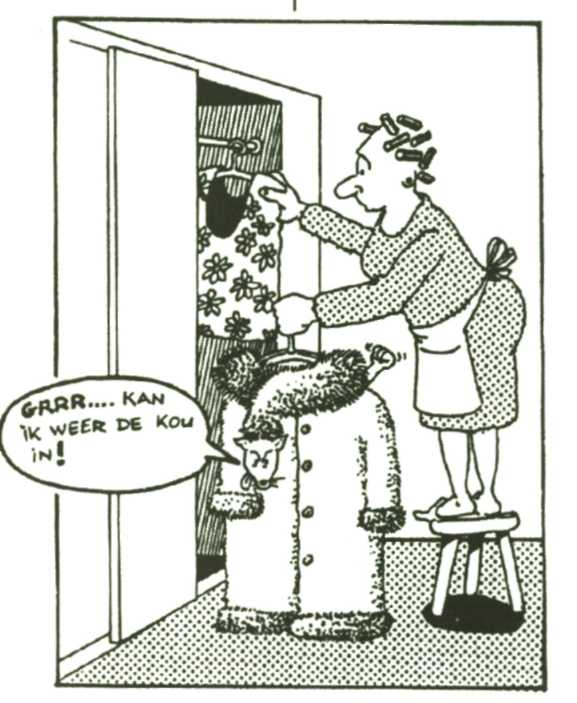 GRRR.... KAN
IK WEER DE KOU
IN!